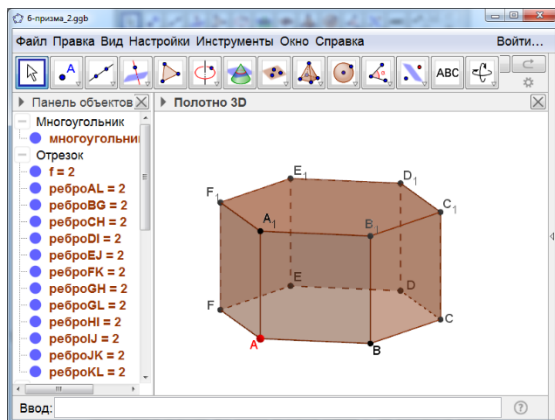 6-призма_2.ggb
Файл Правка Вид Настройки Инструменты Окно Справка Войти...
ABC
Панель объектов
Полотно 3D
Многоугольник
многоугольни
Отрезок
f = 2
реброAL = 2
реброBG = 2
реброCH = 2
реброDI = 2
реброEJ = 2
реброFK = 2
реброGH = 2
реброGL = 2
реброHI = 2
реброIJ = 2
реброJK = 2
реброKL = 2
E₁
D₁
F₁
C₁
A₁
B₁
E
D
F
C
A
B
Ввод: